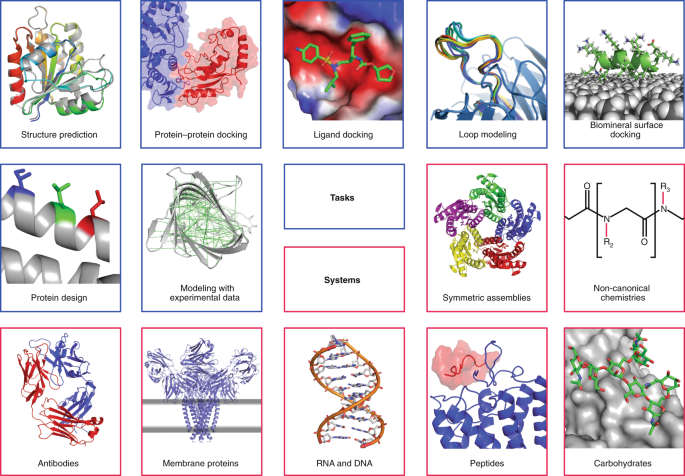 Structure prediction
Protein–protein docking
Ligand docking
Loop modeling
Biomineral surface
docking
Protein design
Modeling with
experimental data
Tasks
Systems
Symmetric assemblies
O
N
R2
O
N
R3
Non-canonical
chemistries
Antibodies
Membrane proteins
RNA and DNA
Peptides
Carbohydrates